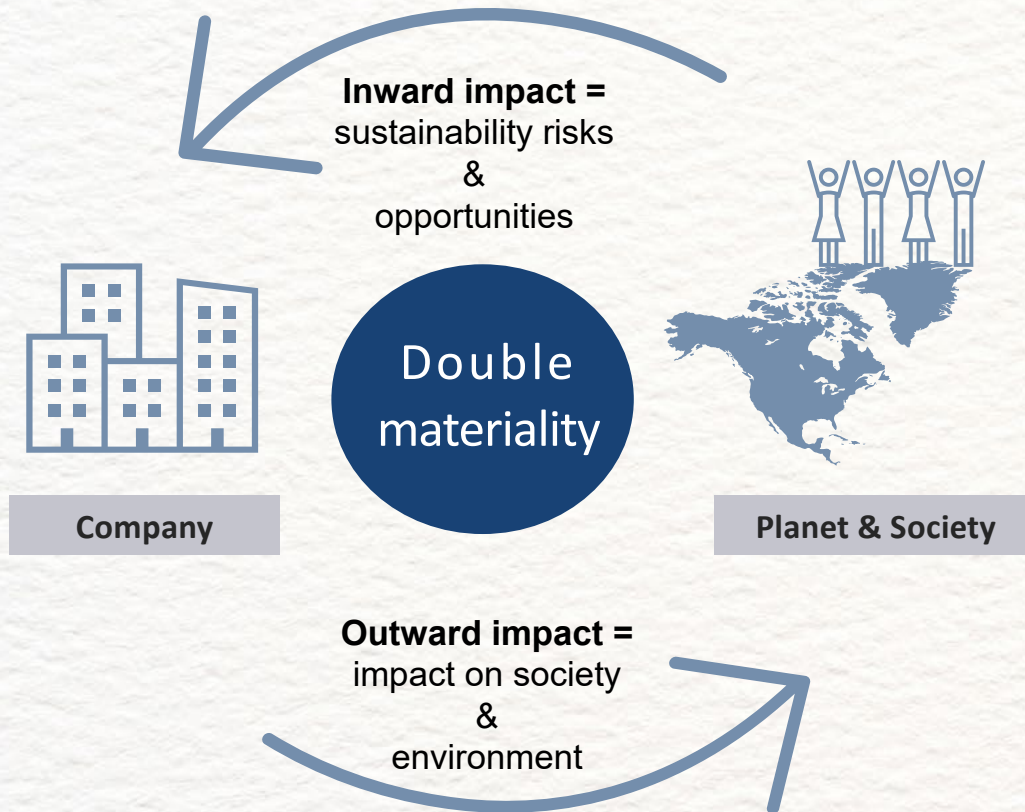 Inward impact =
sustainability risks
&
opportunities
Double
materiality
Company
Planet & Society
Outward impact =
impact on society
&
environment